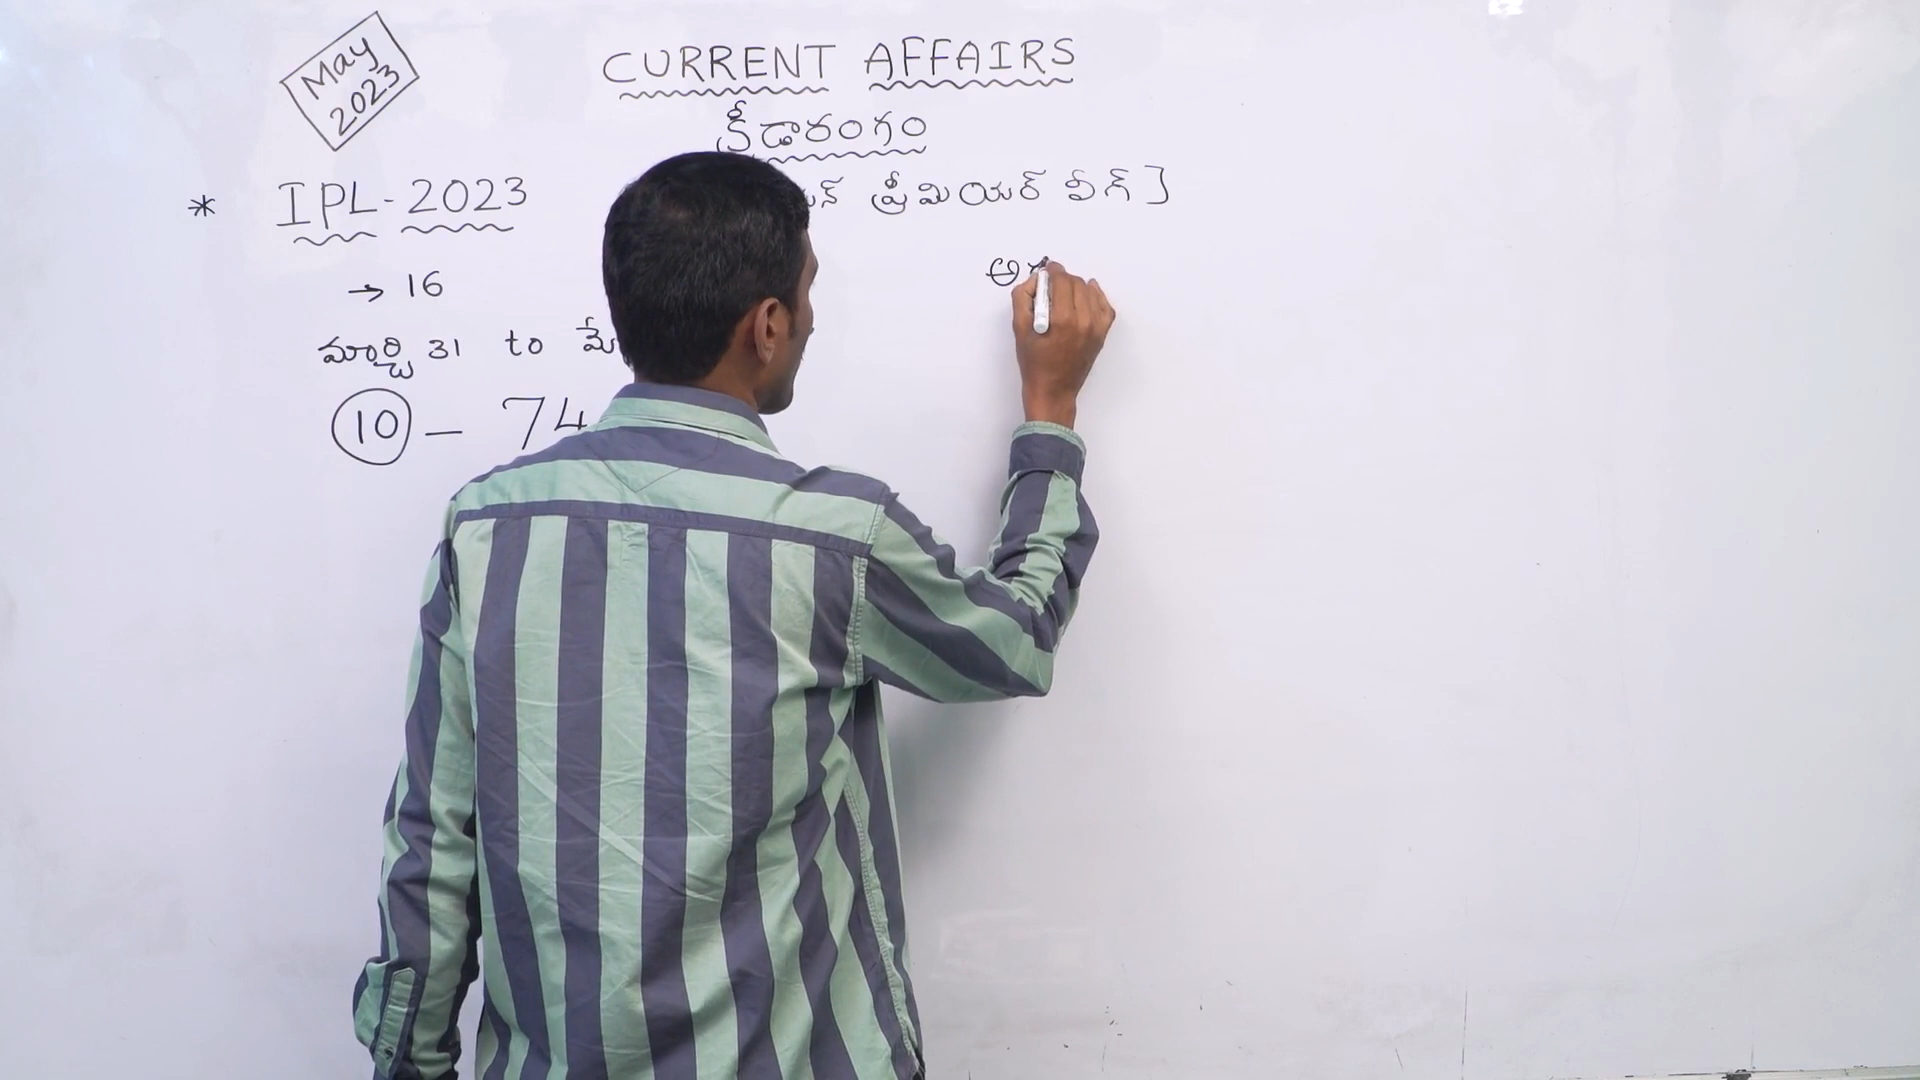 May
2023
CURRENT AFFAIRS
క్రీడారంగం
* IPL-2023 ప్రీమియర్ లీగ్]
→ 16
మార్చి 31 to మే
10 - 74